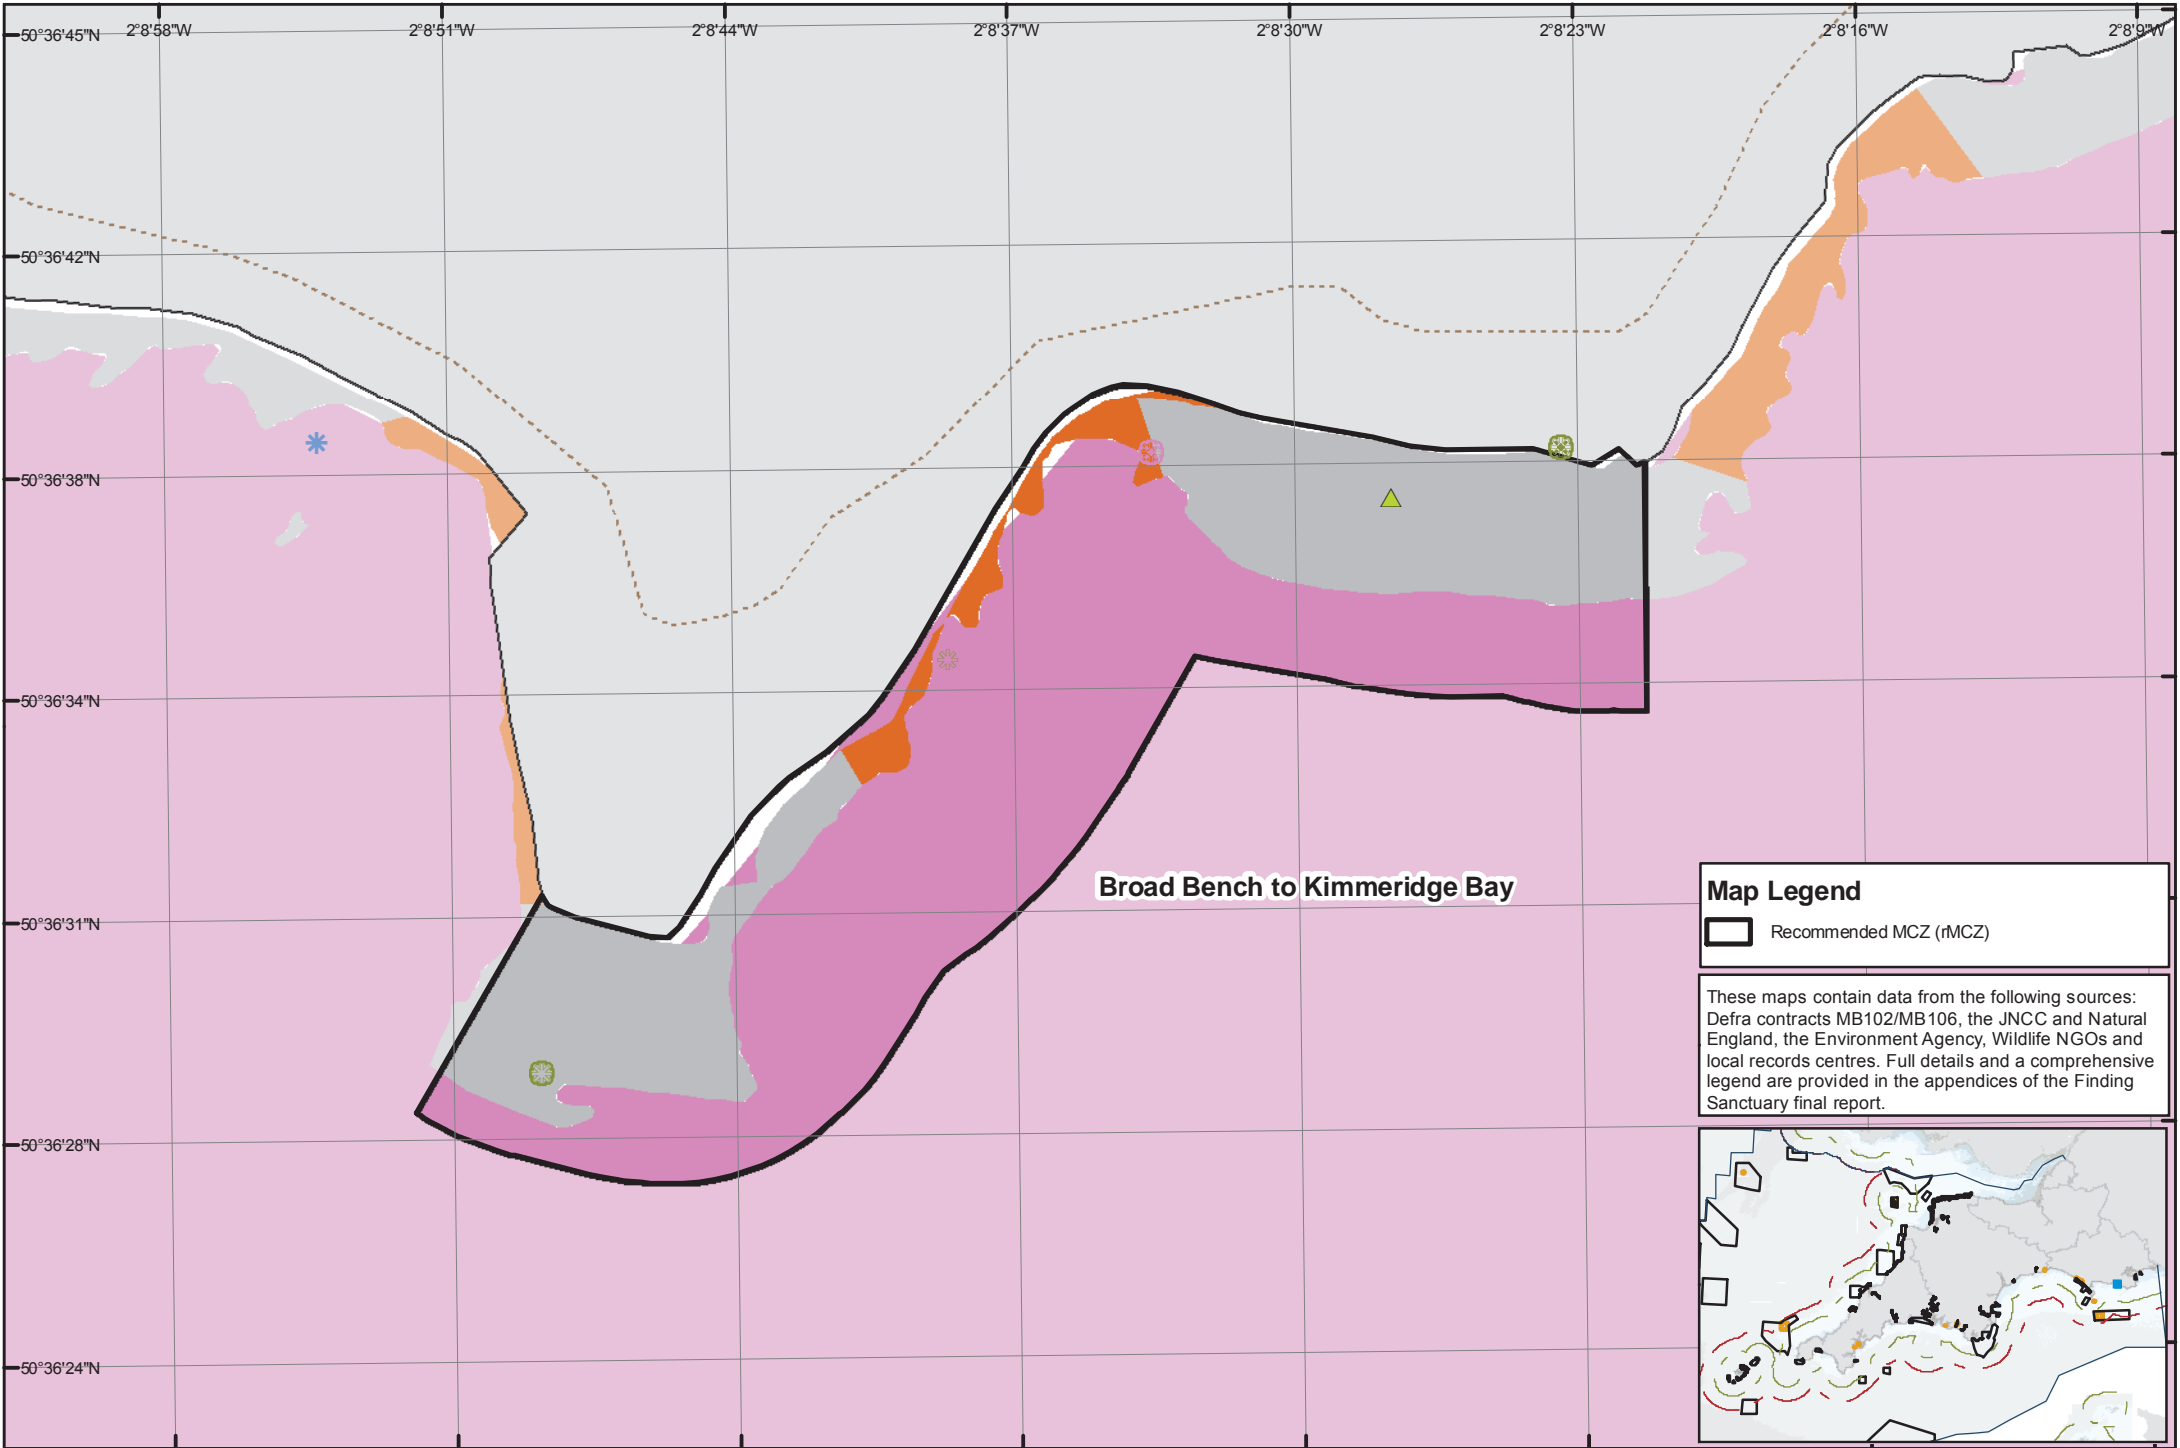 2°8'58"W
2°8'51"W
2°8'44"W
2°8'37"W
2°8'30"W
2°8'23"W
2°8'16"W
2°8'9"W
50°36'45"N
50°36'42"N
50°36'38"N
50°36'34"N
50°36'31"N
50°36'28"N
50°36'24"N
Broad Bench to Kimmeridge Bay
Map Legend
Recommended MCZ (rMCZ)
These maps contain data from the following sources:
Defra contracts MB102/MB106, the JNCC and Natural
England, the Environment Agency, Wildlife NGOs and
local records centres. Full details and a comprehensive
legend are provided in the appendices of the Finding
Sanctuary final report.